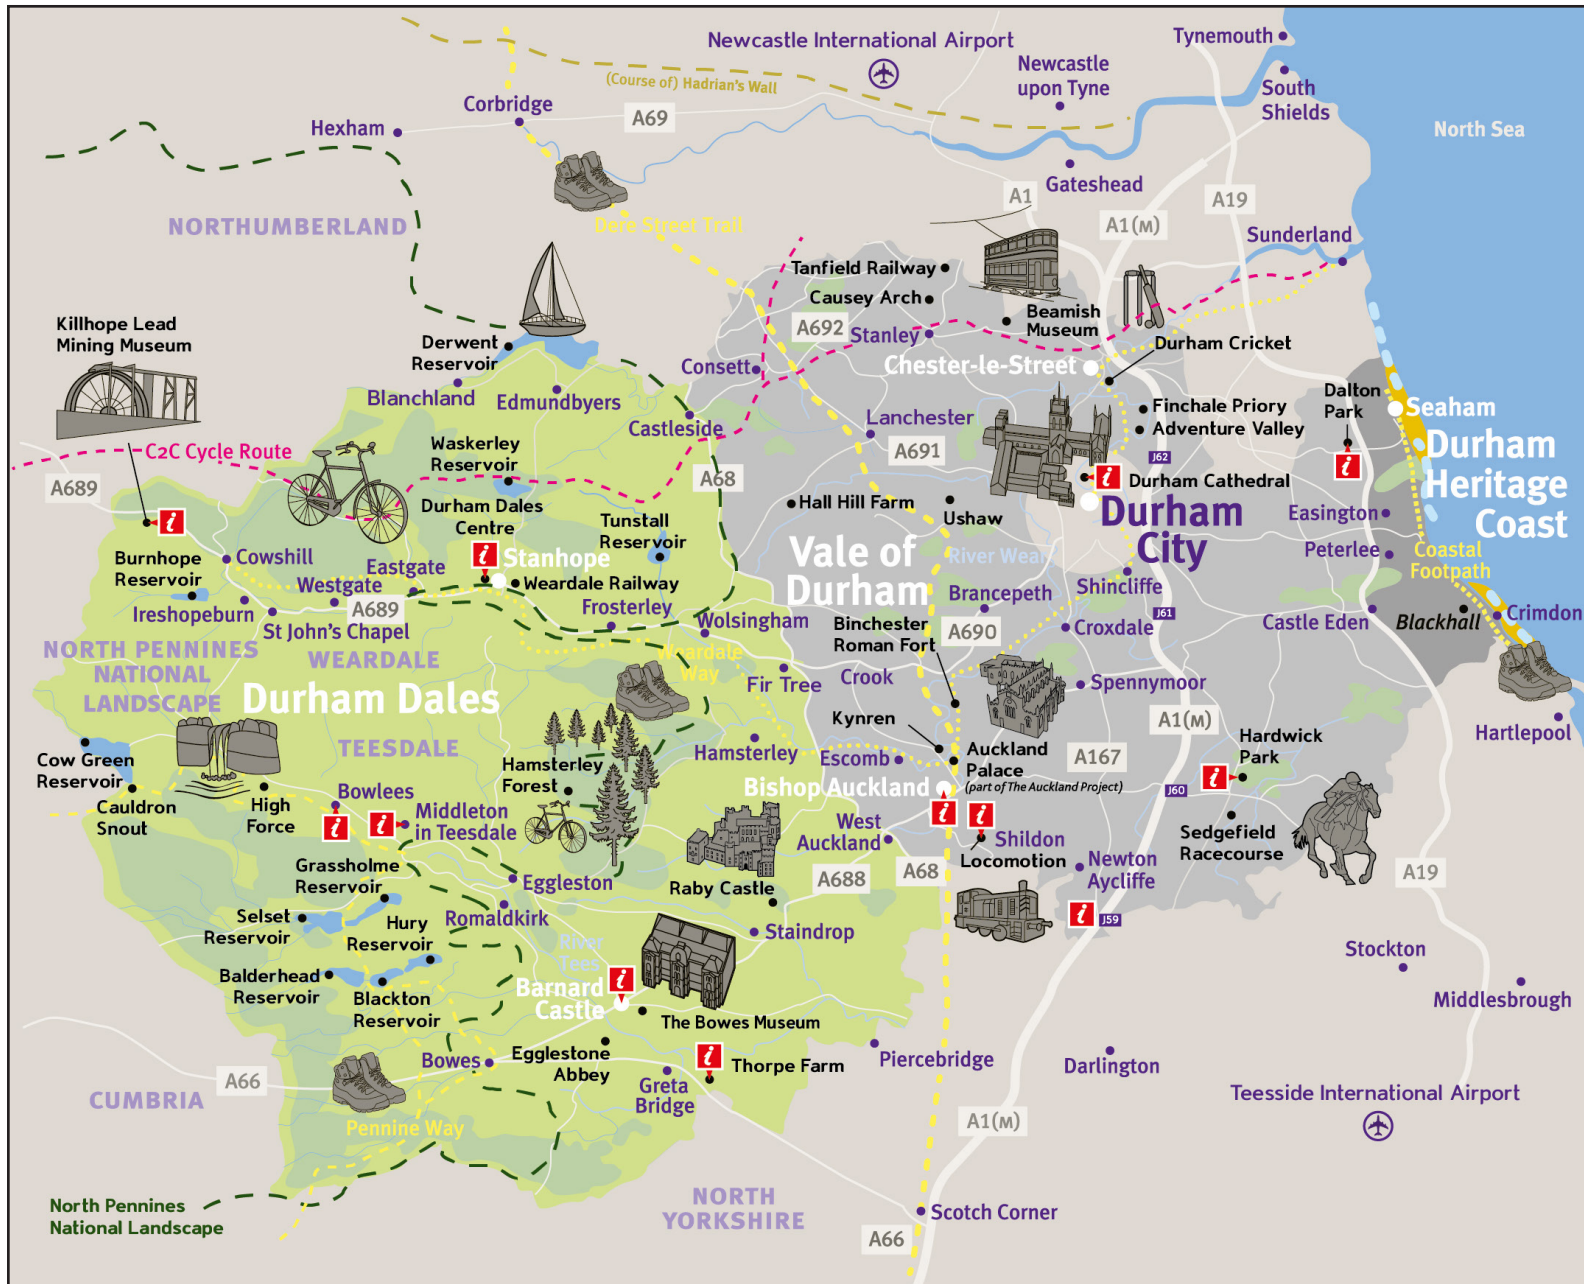 Newcastle International Airport
Tynemouth
Newcastle
upon Tyne
(Course of) Hadrian's Wall
South
Shields
Corbridge
A69
Hexham
North Sea
Gateshead
A1
A19
A1(M)
NORTHUMBERLAND
Dere Street Trail
Sunderland
Tanfield Railway
Causey Arch
Beamish
Museum
A692
Stanley
Killhope Lead
Mining Museum
Derwent
Reservoir
Durham Cricket
Chester-le-Street
Consett
Blanchland
Edmundbyers
Dalton
Park
Seaham
Lanchester
Finchale Priory
Adventure Valley
Castleside
Durham
Heritage
Coast
C2C Cycle Route
Waskerley
Reservoir
A691
J62
A689
A68
i
Durham Cathedral
i
Hall Hill Farm
Ushaw
Durham
City
Durham Dales
Centre
Tunstall
Reservoir
i
Easington
Burnhope
Reservoir
Cowshill
i
Stanhope
Vale of
Durham
River Wear
Peterlee
Coastal
Footpath
Eastgate
Westgate
Weardale Railway
Shincliffe
Ireshopeburn
A689
Frosterley
Brancepeth
J61
St John's Chapel
Wolsingham
Binchester
Roman Fort
A690
Croxdale
Castle Eden
Blackhall
Crimdon
NORTH PENNINES
NATIONAL
LANDSCAPE
WEARDALE
Weardale
Way
Fir Tree
Crook
Spennymoor
Durham Dales
Kynren
A1(M)
Hartlepool
TEESDALE
Hamsterley
Escomb
Auckland
Palace
(part of The Auckland Project)
A167
Hardwick
Park
Cow Green
Reservoir
Hamsterley
Forest
Bishop Auckland
J60
i
Cauldron
Snout
High
Force
Bowlees
i
i
Middleton
in Teesdale
West
Auckland
i
i
Shildon
Locomotion
Sedgefield
Racecourse
Grassholme
Reservoir
Eggleston
Raby Castle
A688
A68
Newton
Aycliffe
A19
Selset
Reservoir
Hury
Reservoir
Romaldkirk
Staindrop
i
J59
River
Tees
Stockton
Balderhead
Reservoir
Blackton
Reservoir
i
Barnard
Castle
The Bowes Museum
Middlesbrough
Bowes
Egglestone
Abbey
i
Thorpe Farm
Piercebridge
Darlington
A66
Greta
Bridge
CUMBRIA
Teesside International Airport
Pennine Way
A1(M)
North Pennines
National Landscape
NORTH
YORKSHIRE
Scotch Corner
A66